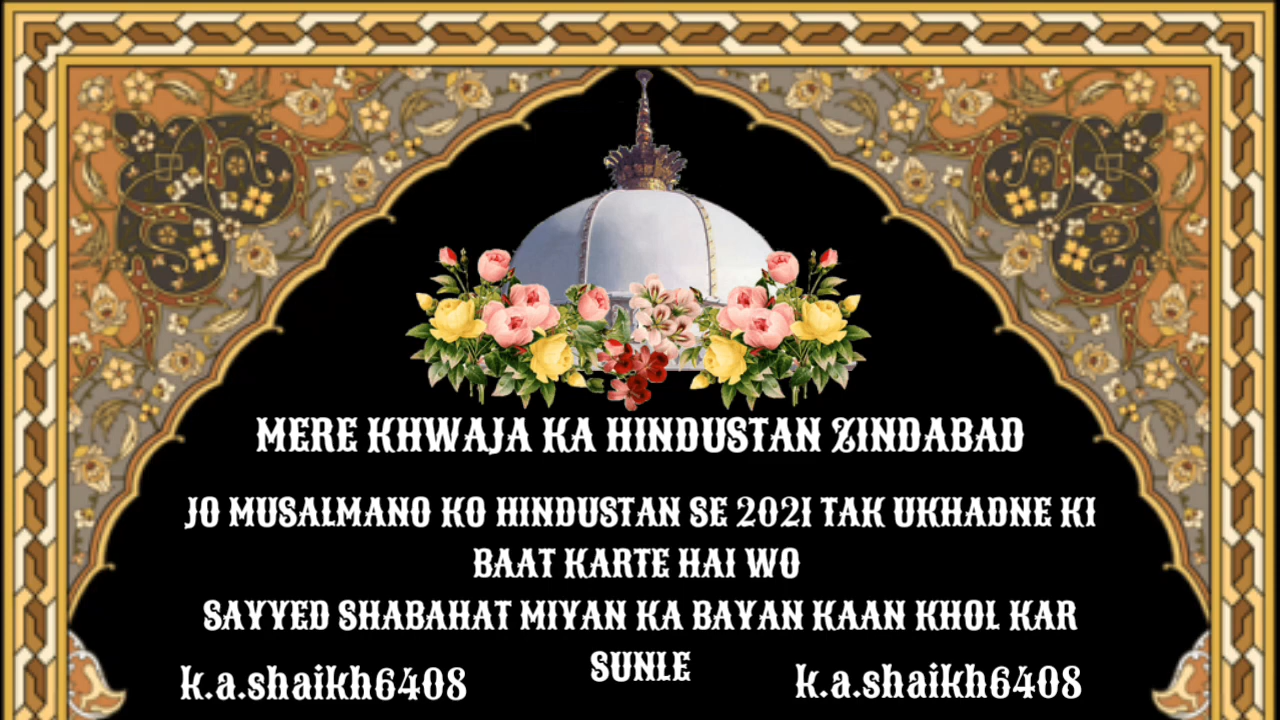 MERE KHWAJA KA HINDUSTAN ZINDABAD
JO MUSALMANO KO HINDUSTAN SE 2021 TAK UKHADNE KI
BAAT KARTE HAI WO
SAYYED SHABAHAT MIYAN KA BAYAN KAAN KHOL KAR
SUNLE
k.a.shaikh6408
k.a.shaikh6408